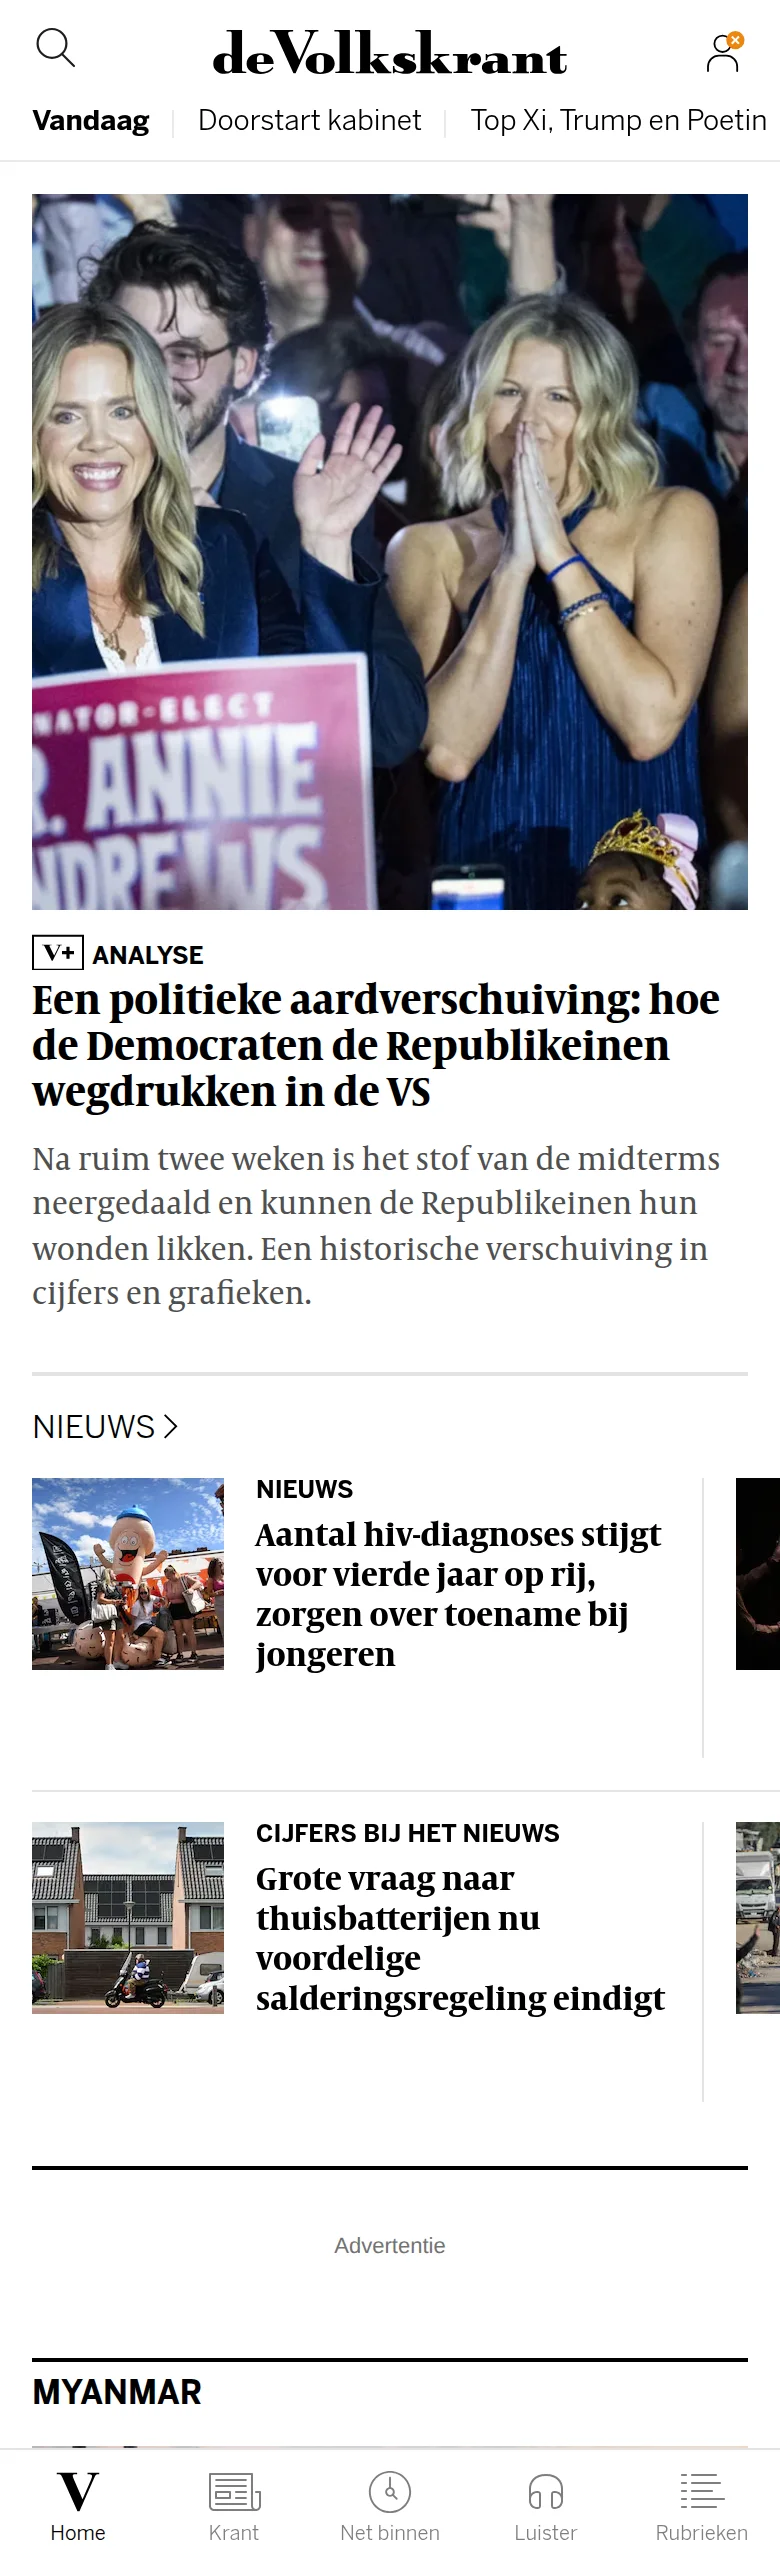 deVolkskrant
Vandaag
Doorstart kabinet
Top Xi, Trump en Poetin
NATOR-ELECT
R. ANNIE
NDREWS
V+ ANALYSE
Een politieke aardverschuiving: hoe
de Democraten de Republikeinen
wegdrukken in de VS
Na ruim twee weken is het stof van de midterms
neergedaald en kunnen de Republikeinen hun
wonden likken. Een historische verschuiving in
cijfers en grafieken.
NIEUWS
NIEUWS
Aantal hiv-diagnoses stijgt
voor vierde jaar op rij,
zorgen over toename bij
jongeren
CIJFERS BIJ HET NIEUWS
Grote vraag naar
thuisbatterijen nu
voordelige
salderingsregeling eindigt
Advertentie
MYANMAR
V
Home
Krant
Net binnen
Luister
Rubrieken